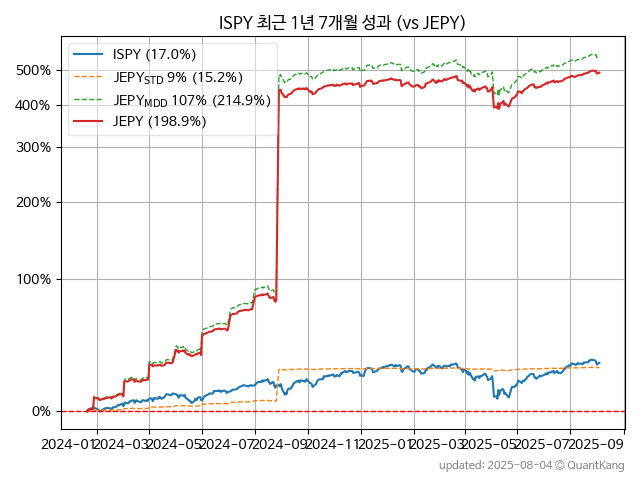 ISPY 최근 1년 7개월 성과 (vs JEPY)
ISPY (17.0%)
JEPYSTD 9% (15.2%)
JEPYMDD 107% (214.9%)
JEPY (198.9%)
500%
400%
300%
200%
100%
0%
2024-01 2024-03 2024-05 2024-07 2024-09 2024-11 2025-01 2025-03 2025-05 2025-07 2025-09
updated: 2025-08-04 © QuantKang